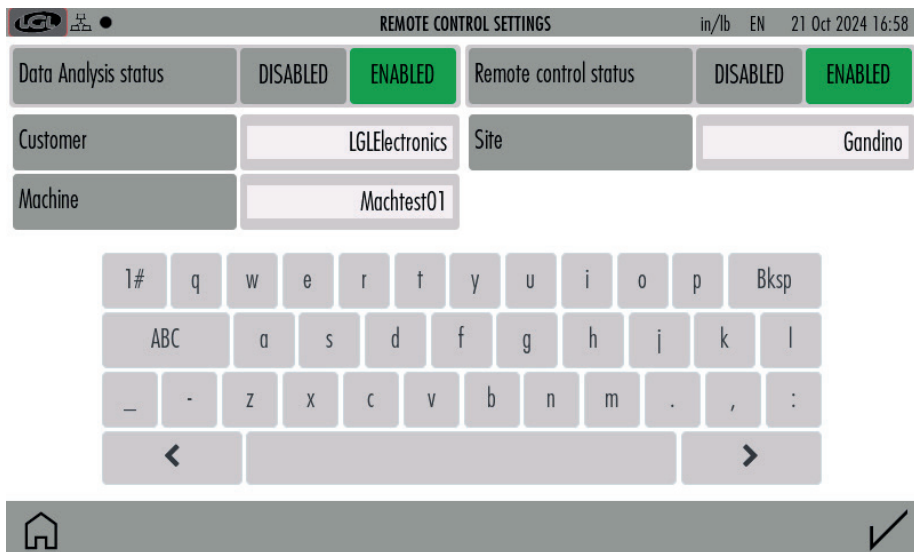 LGL REMOTE CONTROL SETTINGS in/lb EN 21 Oct 2024 16:58
Data Analysis status DISABLED ENABLED Remote control status DISABLED ENABLED
Customer LGLElectronics Site Gandino
Machine Machtest01
1# q w e r t y u i o p Bksp
ABC a s d f g h j k l
_ - z x c v b n m . , :